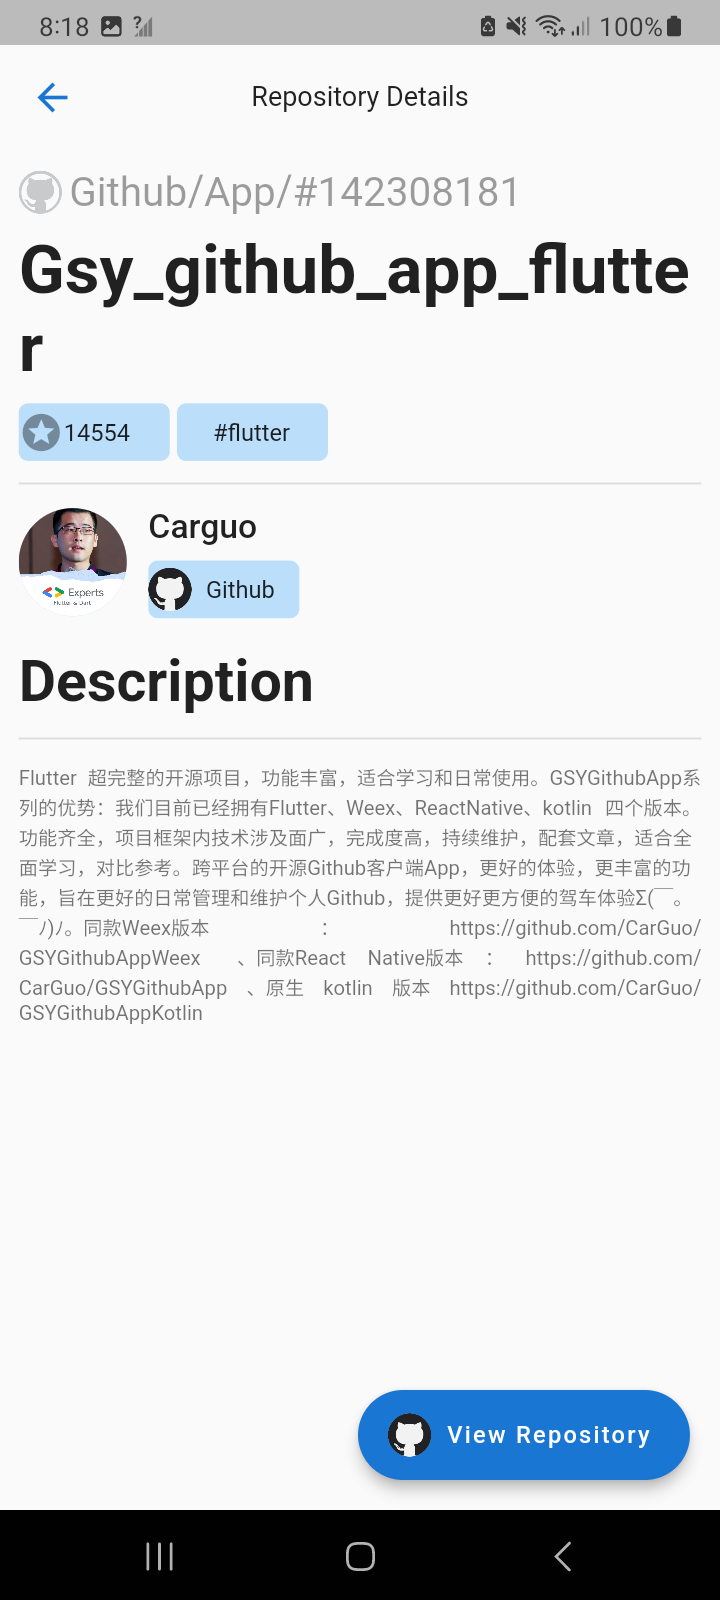 8:18
100%
Repository Details
Github/App/#142308181
Gsy_github_app_flutte
r
14554
#flutter
Carguo
Experts
Flutter & Dart
Github
Description
Flutter 超完整的开源项目，功能丰富，适合学习和日常使用。GSYGithubApp系
列的优势：我们目前已经拥有Flutter、Weex、ReactNative、kotlin 四个版本。
功能齐全，项目框架内技术涉及面广，完成度高，持续维护，配套文章，适合全
面学习，对比参考。跨平台的开源Github客户端App，更好的体验，更丰富的功
能，旨在更好的日常管理和维护个人Github，提供更好更方便的驾车体验Σ(￣。
￣ﾉ)ﾉ。同款Weex版本 ： https://github.com/CarGuo/
GSYGithubAppWeex 、同款React Native版本 ： https://github.com/
CarGuo/GSYGithubApp 、原生 kotlin 版本 https://github.com/CarGuo/
GSYGithubAppKotlin
View Repository